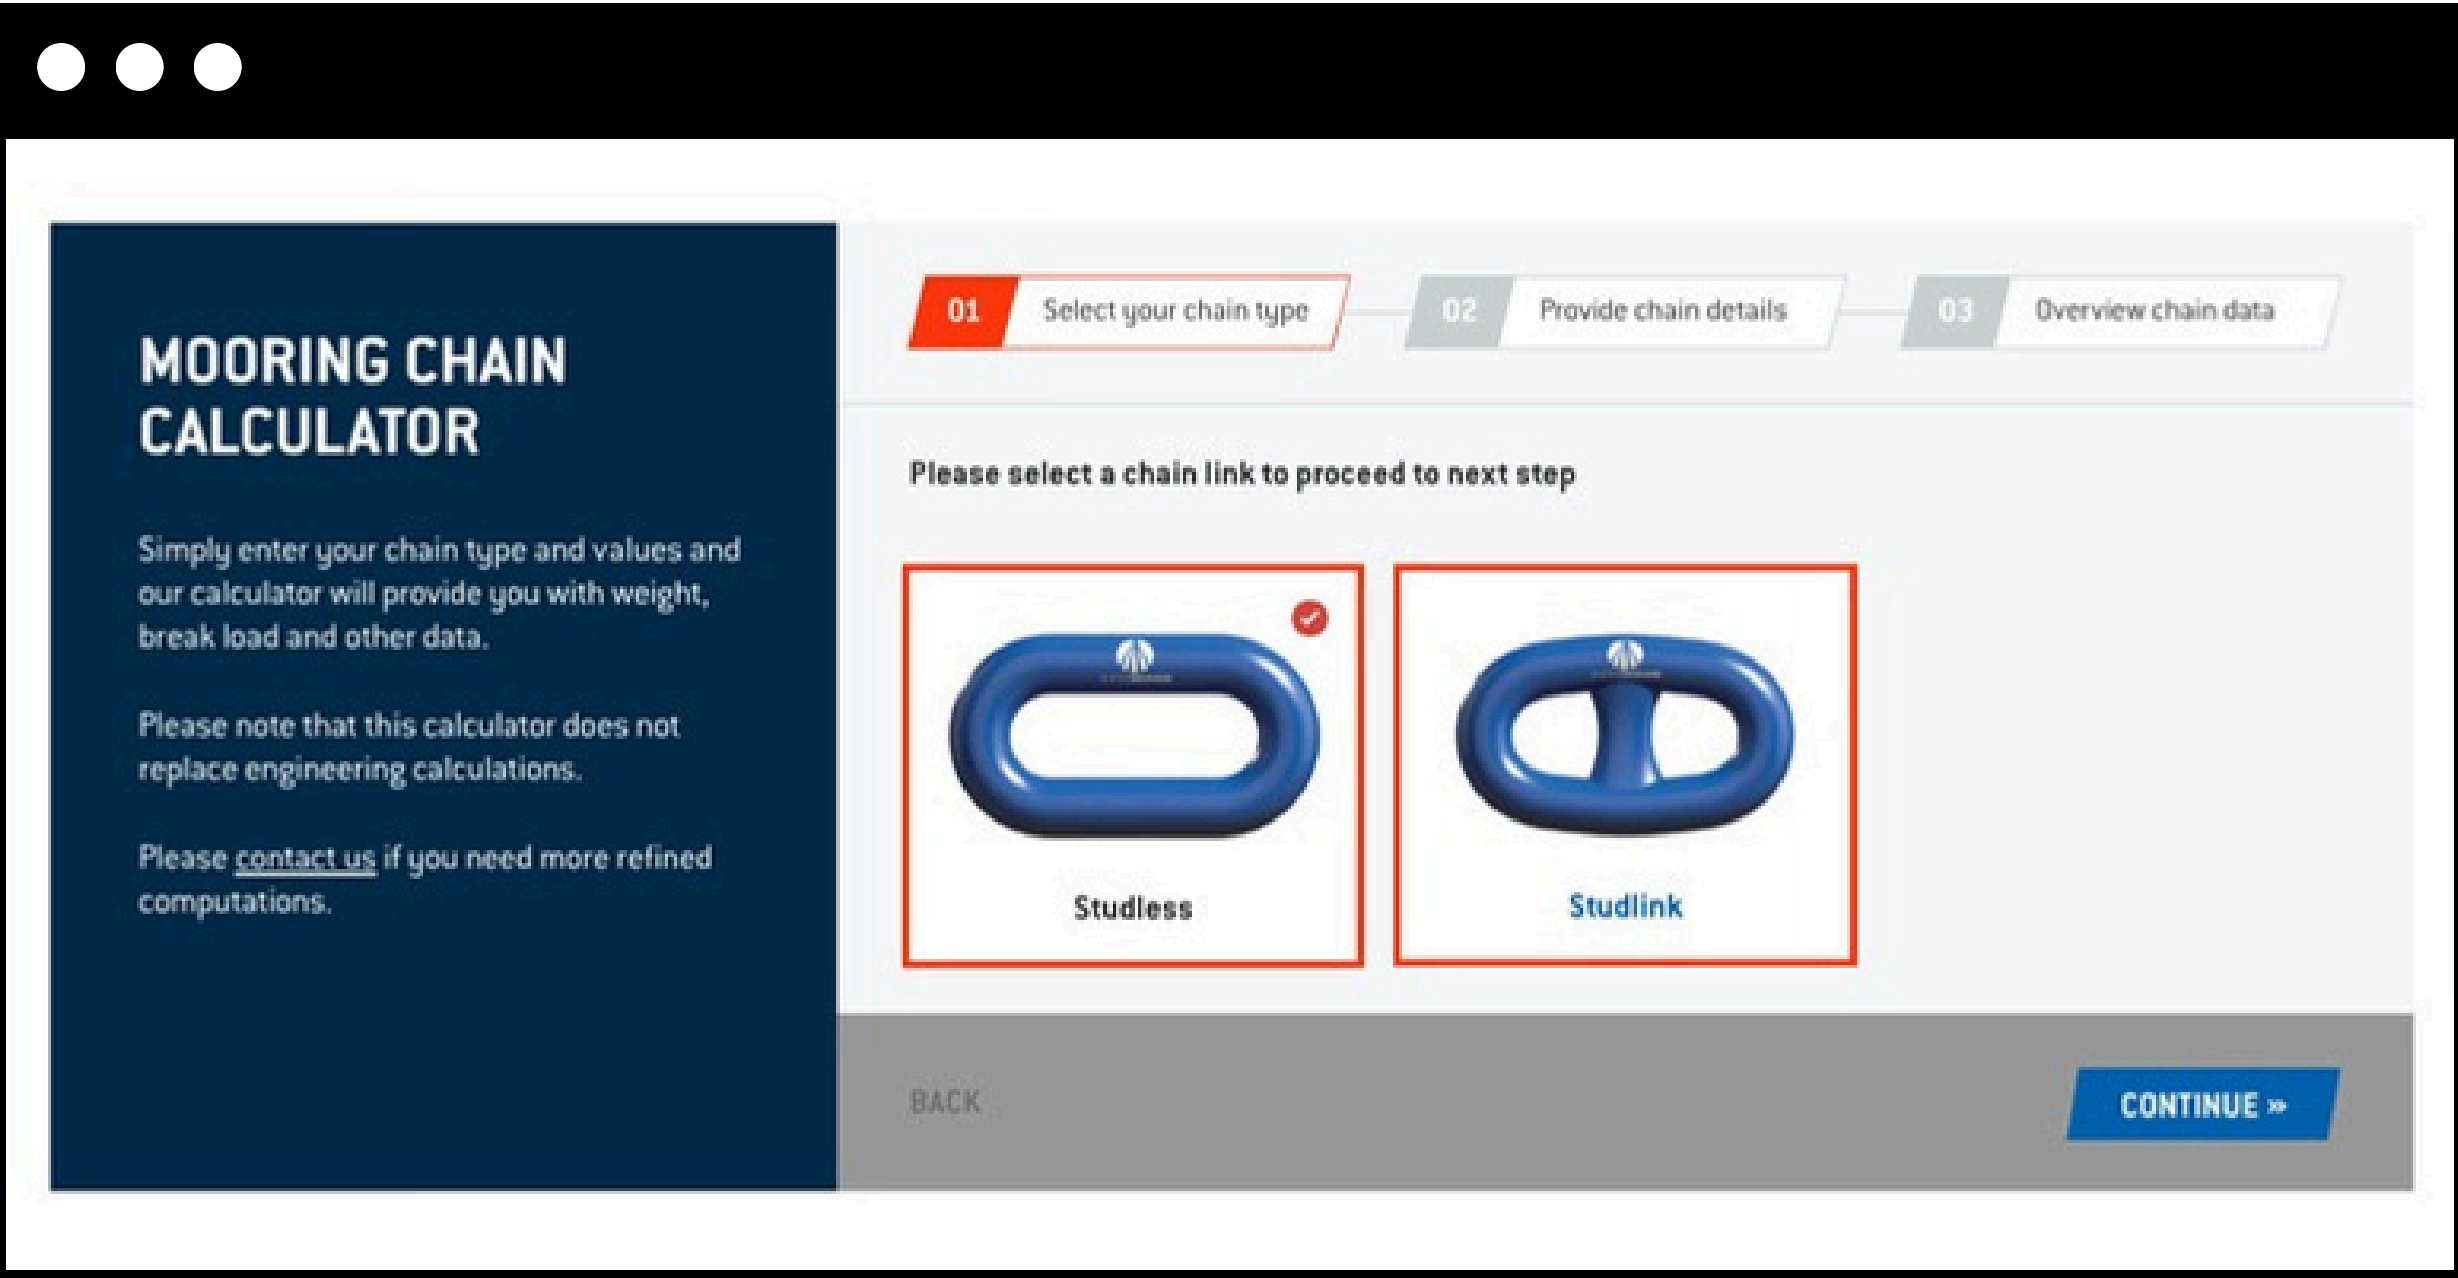 MOORING CHAIN
CALCULATOR
Simply enter your chain type and values and
our calculator will provide you with weight,
break load and other data.
Please note that this calculator does not
replace engineering calculations.
Please contact us if you need more refined
computations.
01 Select your chain type
02 Provide chain details
03 Overview chain data
Please select a chain link to proceed to next step
Studless
Studlink
BACK
CONTINUE »